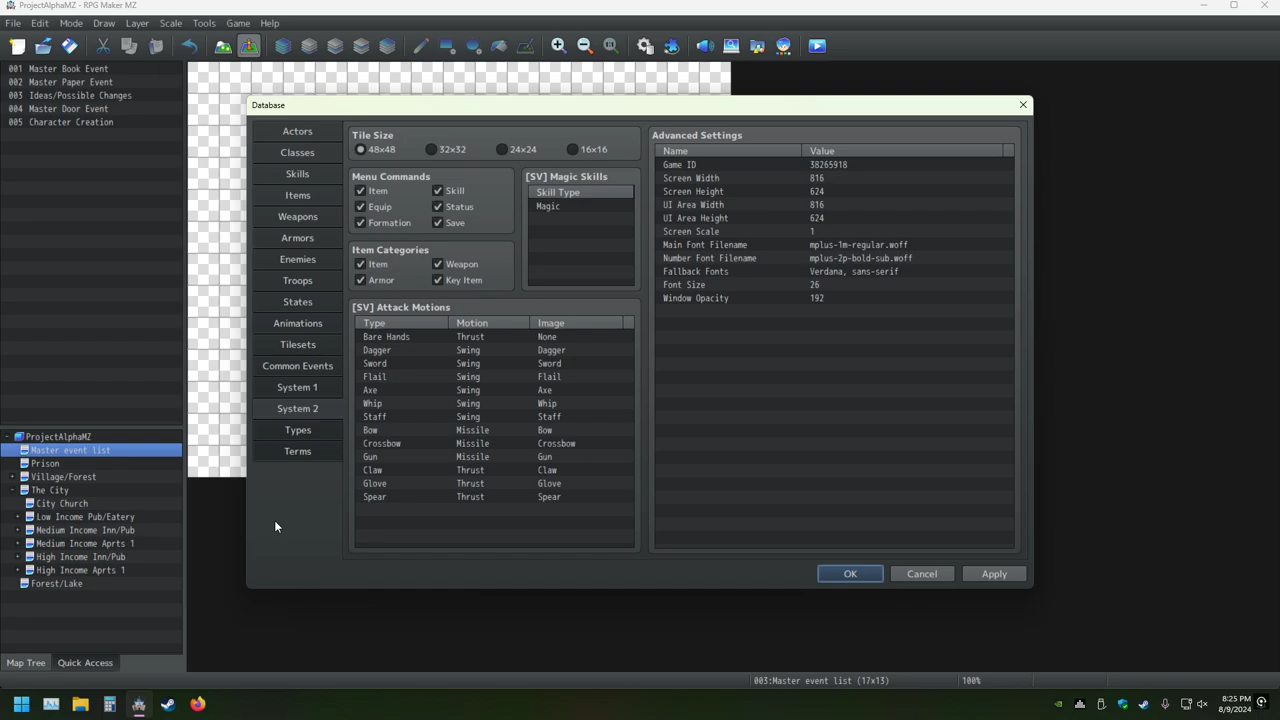 ProjectAlphaMZ - RPG Maker MZ
File Edit Mode Draw Layer Scale Tools Game Help
001 Master Book Event
002 Master Paper Event
003 Ideas/Possible Changes
004 Master Door Event
005 Character Creation
ProjectAlphaMZ
Master event list
Prison
Village/Forest
The City
City Church
Low Income Pub/Eatery
Medium Income Inn/Pub
Medium Income Aprts 1
High Income Inn/Pub
High Income Aprts 1
Forest/Lake
Map Tree Quick Access
Database
Actors
Classes
Skills
Items
Weapons
Armors
Enemies
Troops
States
Animations
Tilesets
Common Events
System 1
System 2
Types
Terms
Tile Size
48×48 32×32 24×24 16×16
Menu Commands
Item Skill
Equip Status
Formation Save
[SV] Magic Skills
Skill Type
Magic
Item Categories
Item Weapon
Armor Key Item
[SV] Attack Motions
Type Motion Image
Bare Hands Thrust None
Dagger Swing Dagger
Sword Swing Sword
Flail Swing Flail
Axe Swing Axe
Whip Swing Whip
Staff Swing Staff
Bow Missile Bow
Crossbow Missile Crossbow
Gun Missile Gun
Claw Thrust Claw
Glove Thrust Glove
Spear Thrust Spear
Advanced Settings
Name Value
Game ID 38265918
Screen Width 816
Screen Height 624
UI Area Width 816
UI Area Height 624
Screen Scale 1
Main Font Filename mplus-1m-regular.woff
Number Font Filename mplus-2p-bold-sub.woff
Fallback Fonts Verdana, sans-serif
Font Size 26
Window Opacity 192
OK Cancel Apply
003:Master event list (17x13) 100%
8:25 PM
8/9/2024